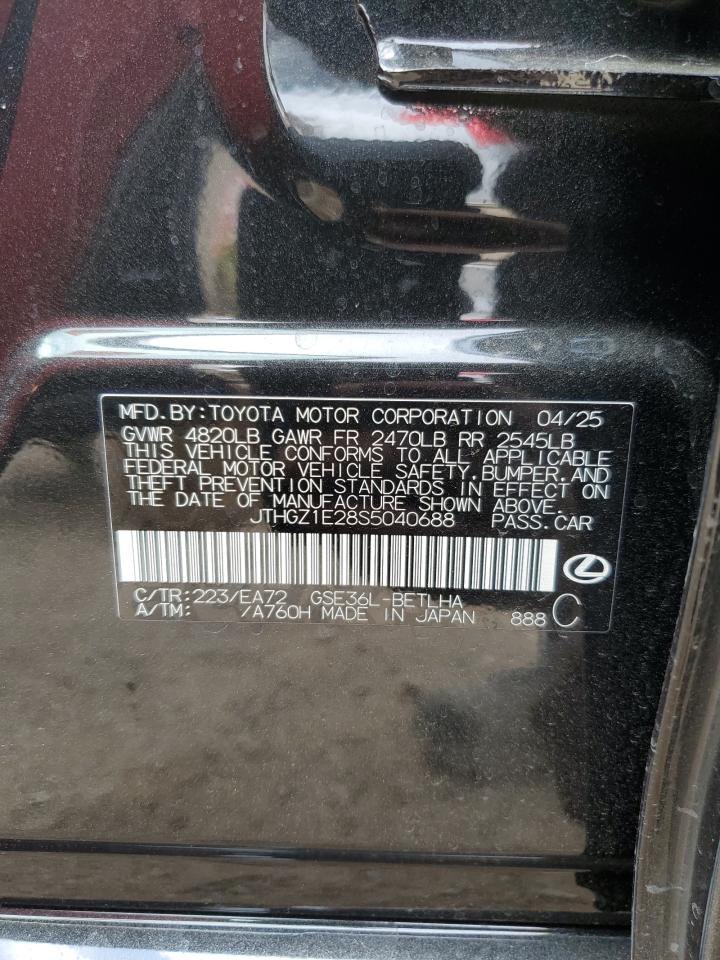 MFD.BY:TOYOTA MOTOR CORPORATION 04/25
GVWR 4820LB GAWR FR 2470LB RR 2545LB
THIS VEHICLE CONFORMS TO ALL APPLICABLE
FEDERAL MOTOR VEHICLE SAFETY,BUMPER,AND
THEFT PREVENTION STANDARDS IN EFFECT ON
THE DATE OF MANUFACTURE SHOWN ABOVE.
JTHGZ1E28S5040688 PASS.CAR
C/TR:223/EA72 GSE36L-BETLHA
A/TM: /A760H MADE IN JAPAN 888 C